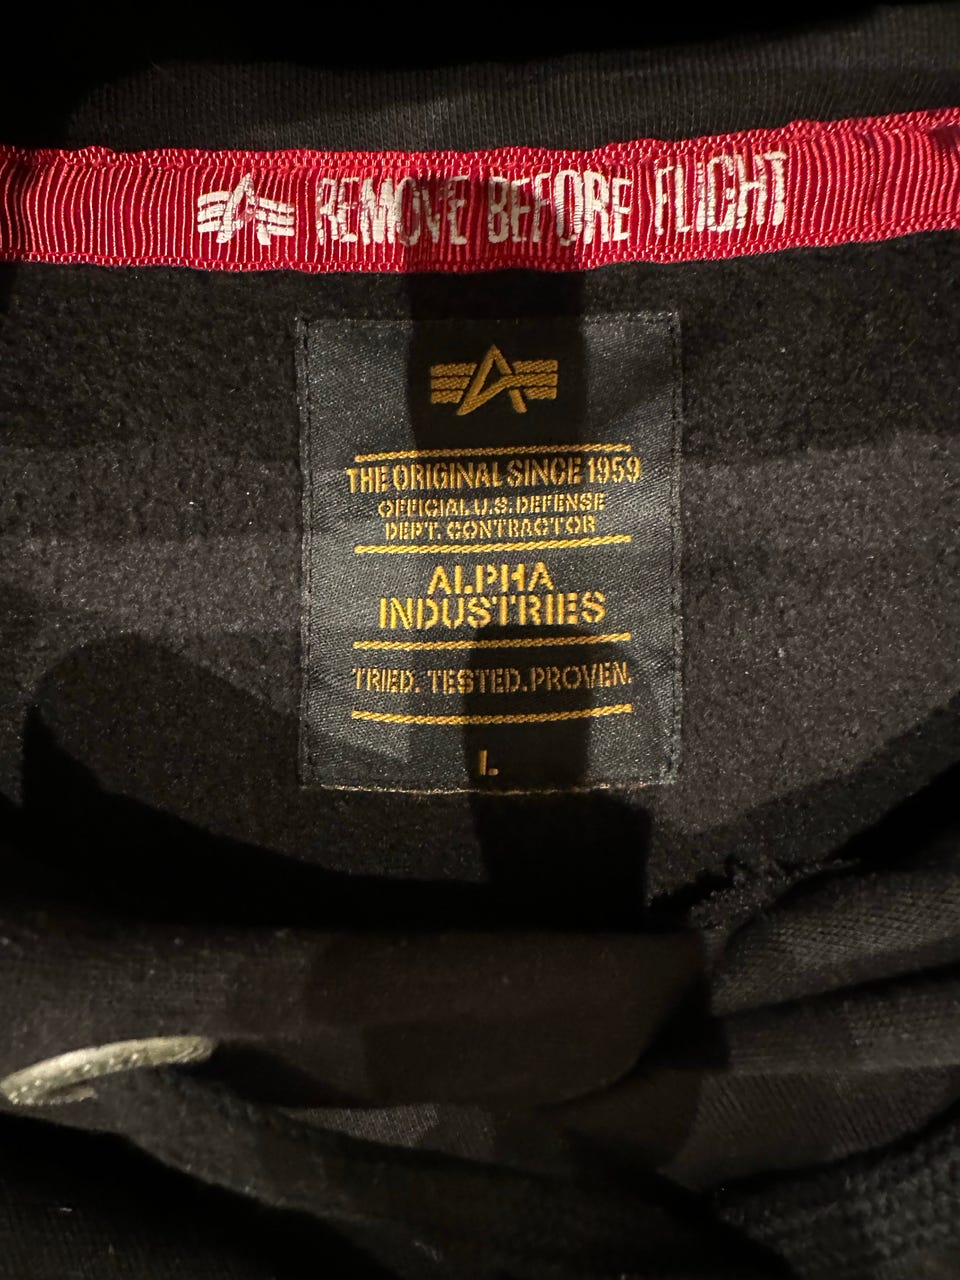 REMOVE BEFORE FLIGHT
THE ORIGINAL SINCE 1959
OFFICIAL U.S. DEFENSE
DEPT. CONTRACTOR
ALPHA
INDUSTRIES
TRIED. TESTED. PROVEN.
L